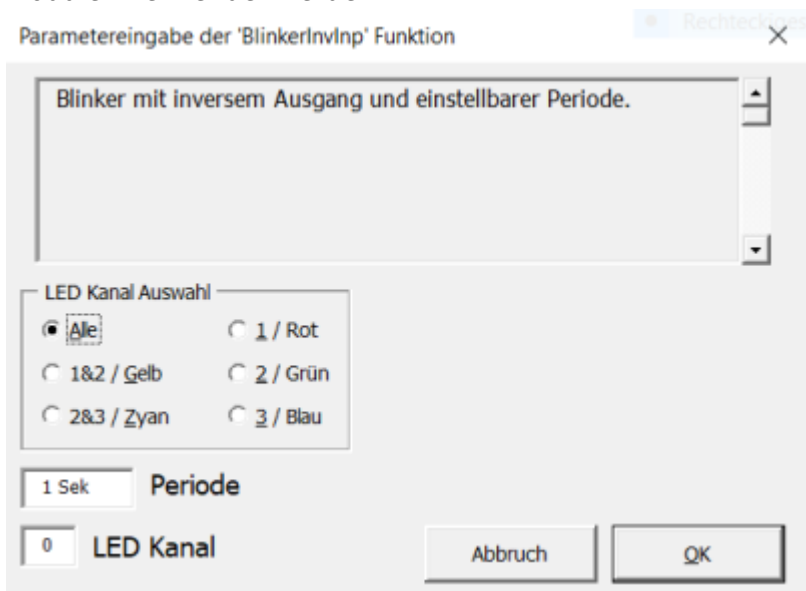 Parametereingabe der 'BlinkerInvInp' Funktion
Blinker mit inversem Ausgang und einstellbarer Periode.
LED Kanal Auswahl
Alle
1 / Rot
1&2 / Gelb
2 / Grün
2&3 / Zyan
3 / Blau
1 Sek Periode
0 LED Kanal
Abbruch
OK